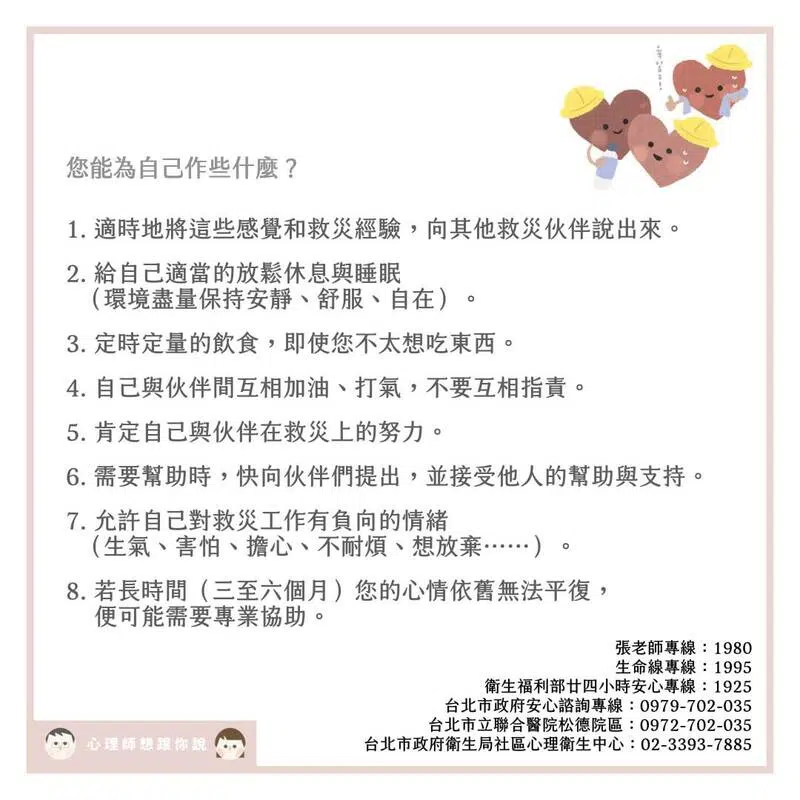 您能為自己作些什麼？
1. 適時地將這些感覺和救災經驗，向其他救災伙伴說出來。
2. 給自己適當的放鬆休息與睡眠
（環境盡量保持安靜、舒服、自在）。
3. 定時定量的飲食，即使您不太想吃東西。
4. 自己與伙伴間互相加油、打氣，不要互相指責。
5. 肯定自己與伙伴在救災上的努力。
6. 需要幫助時，快向伙伴們提出，並接受他人的幫助與支持。
7. 允許自己對救災工作有負向的情緒
（生氣、害怕、擔心、不耐煩、想放棄……）。
8. 若長時間（三至六個月）您的心情依舊無法平復，
便可能需要專業協助。
張老師專線：1980
生命線專線：1995
衛生福利部廿四小時安心專線：1925
台北市政府安心諮詢專線：0979-702-035
台北市立聯合醫院松德院區：0972-702-035
台北市政府衛生局社區心理衛生中心：02-3393-7885
心理師想跟你說